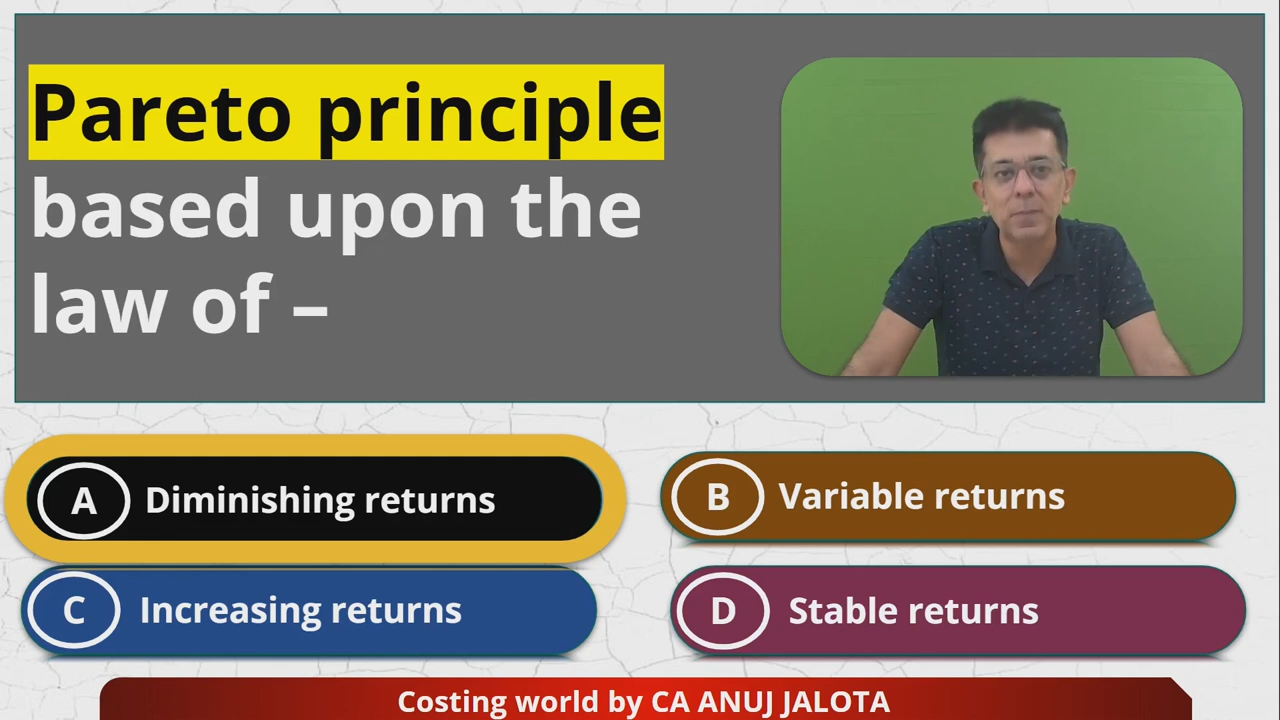 Pareto principle
based upon the
law of –
A Diminishing returns
B Variable returns
C Increasing returns
D Stable returns
Costing world by CA ANUJ JALOTA